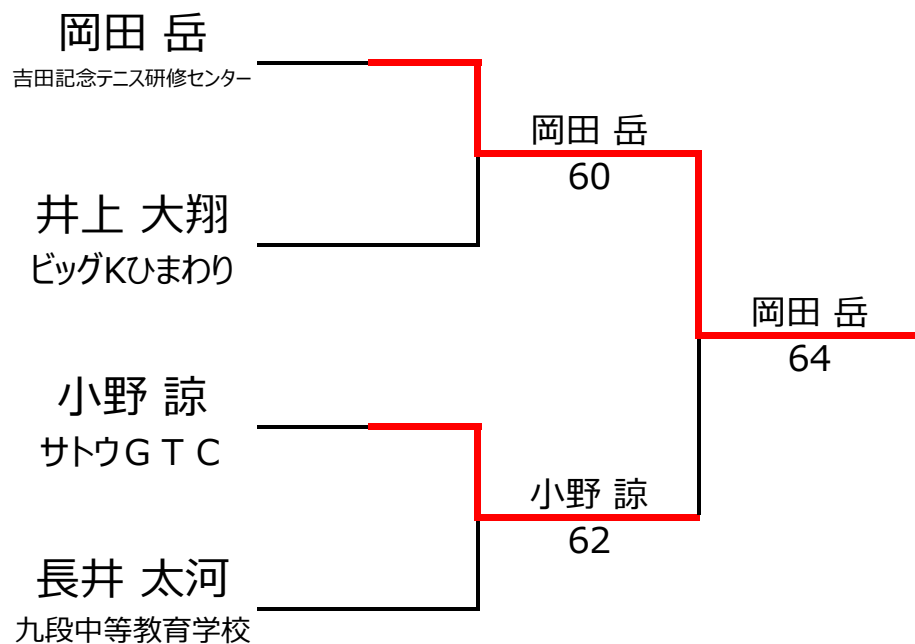 岡田 岳
吉田記念テニス研修センター
岡田 岳
60
井上 大翔
ビッグKひまわり
岡田 岳
64
小野 諒
サトウＧＴＣ
小野 諒
62
長井 太河
九段中等教育学校